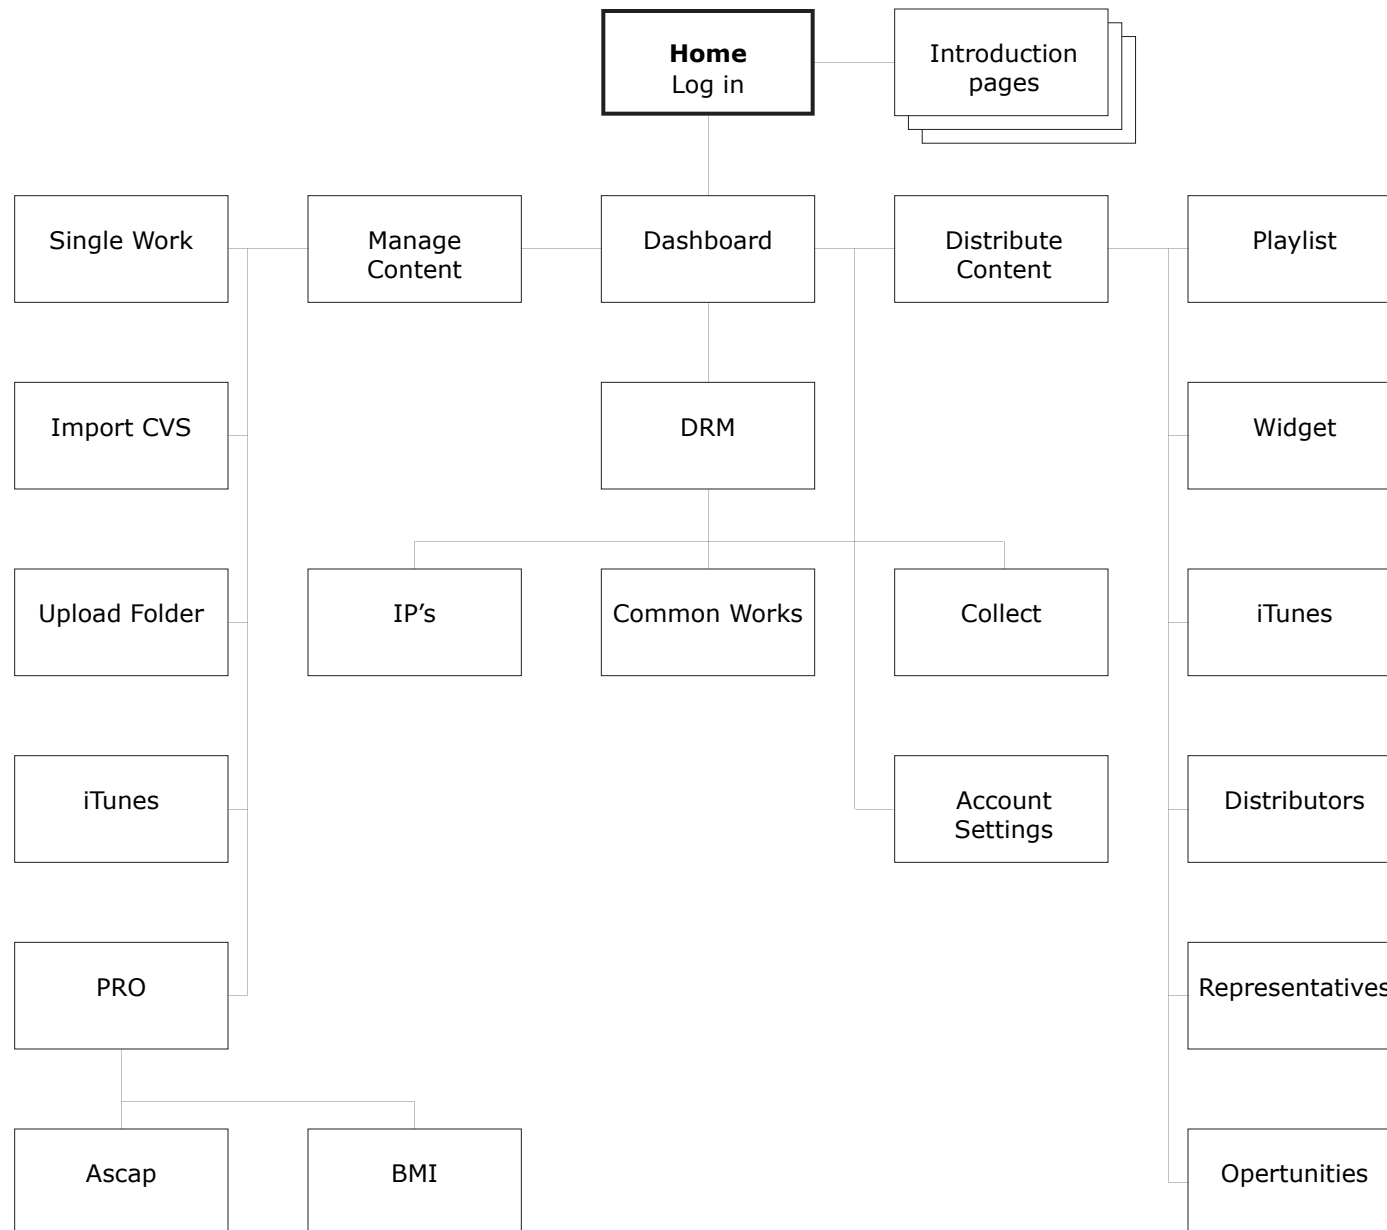 Home
Log in
Introduction
pages
Single Work
Manage
Content
Dashboard
Distribute
Content
Playlist
Import CVS
DRM
Widget
Upload Folder
IP’s
Common Works
Collect
iTunes
iTunes
Account
Settings
Distributors
PRO
Representatives
Ascap
BMI
Opertunities